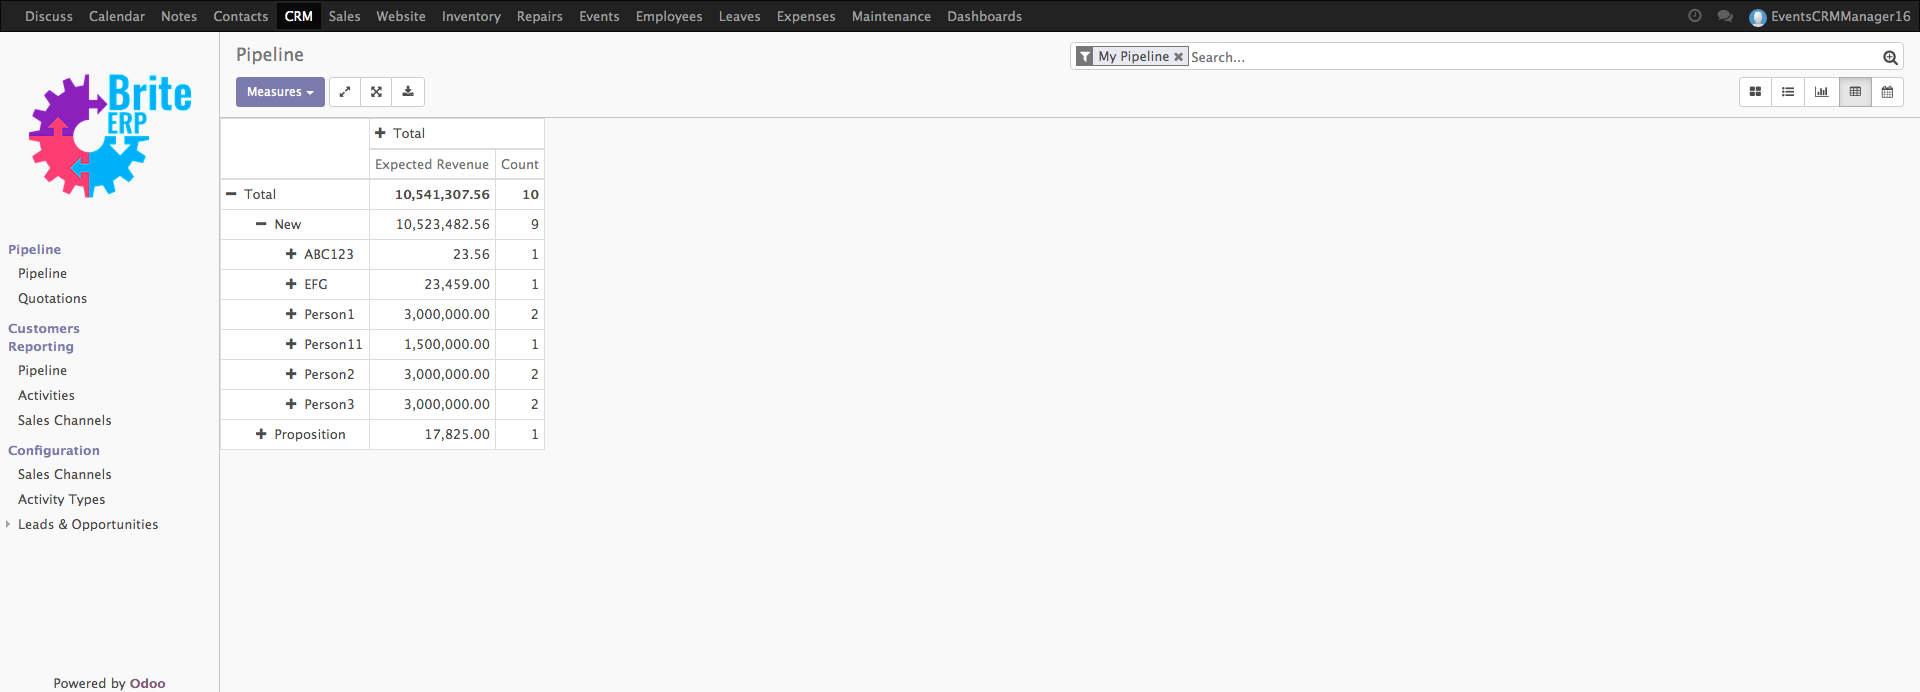 Discuss Calendar Notes Contacts CRM Sales Website Inventory Repairs Events Employees Leaves Expenses Maintenance Dashboards EventsCRMManager16
Brite
ERP
Pipeline
Pipeline
Quotations
Customers
Reporting
Pipeline
Activities
Sales Channels
Configuration
Sales Channels
Activity Types
Leads & Opportunities
Powered by Odoo
Pipeline
My Pipeline Search...
Measures
Total
Expected Revenue Count
Total 10,541,307.56 10
New 10,523,482.56 9
ABC123 23.56 1
EFG 23,459.00 1
Person1 3,000,000.00 2
Person11 1,500,000.00 1
Person2 3,000,000.00 2
Person3 3,000,000.00 2
Proposition 17,825.00 1